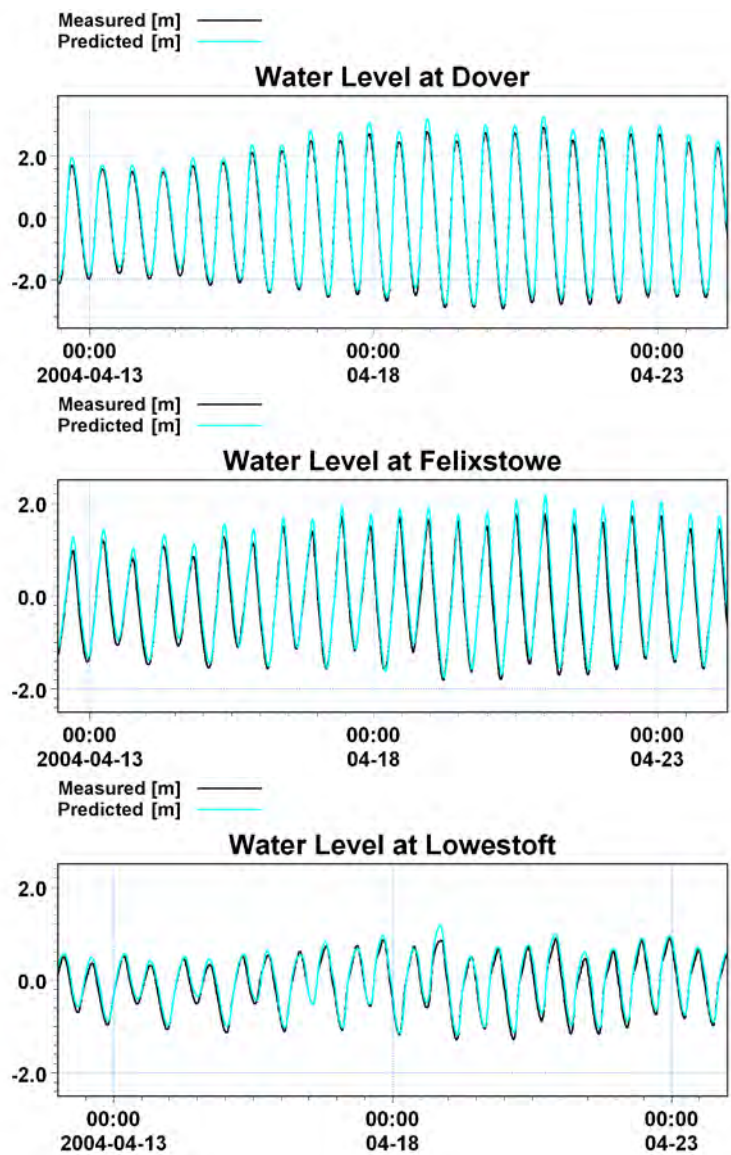 Measured [m]
Predicted [m]
Water Level at Dover
2.0
0.0
-2.0
00:00 00:00 00:00
2004-04-13 04-18 04-23
Measured [m]
Predicted [m]
Water Level at Felixstowe
2.0
0.0
-2.0
00:00 00:00 00:00
2004-04-13 04-18 04-23
Measured [m]
Predicted [m]
Water Level at Lowestoft
2.0
0.0
-2.0
00:00 00:00 00:00
2004-04-13 04-18 04-23